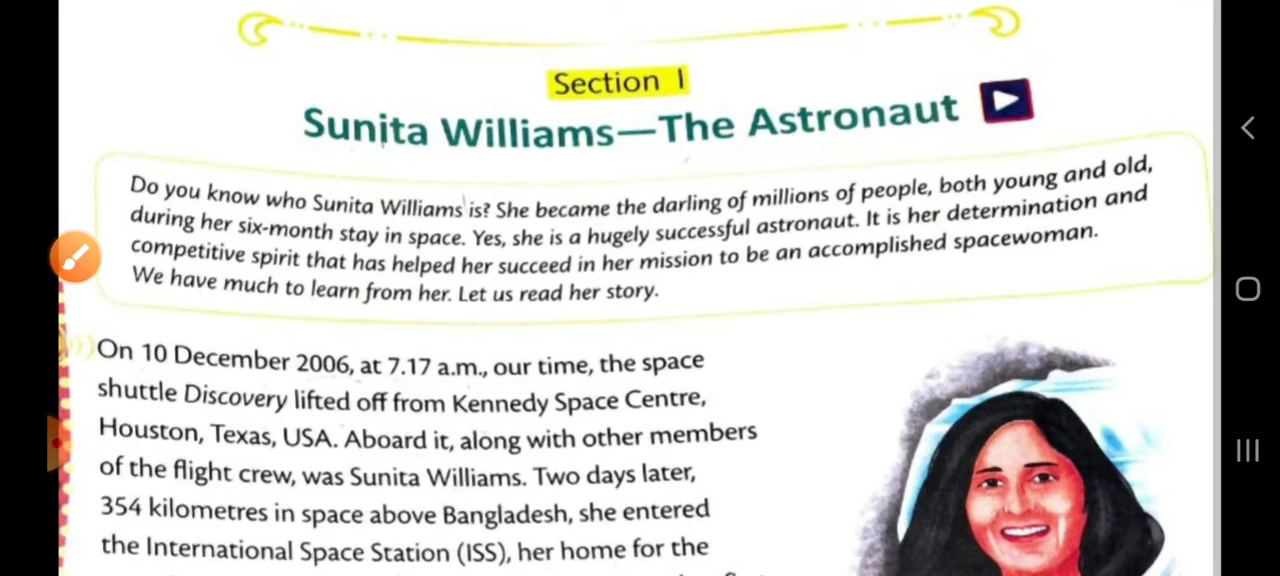 Section I
Sunita Williams—The Astronaut
Do you know who Sunita Williams is? She became the darling of millions of people, both young and old,
during her six-month stay in space. Yes, she is a hugely successful astronaut. It is her determination and
competitive spirit that has helped her succeed in her mission to be an accomplished spacewoman.
We have much to learn from her. Let us read her story.
On 10 December 2006, at 7.17 a.m., our time, the space
shuttle Discovery lifted off from Kennedy Space Centre,
Houston, Texas, USA. Aboard it, along with other members
of the flight crew, was Sunita Williams. Two days later,
354 kilometres in space above Bangladesh, she entered
the International Space Station (ISS), her home for the